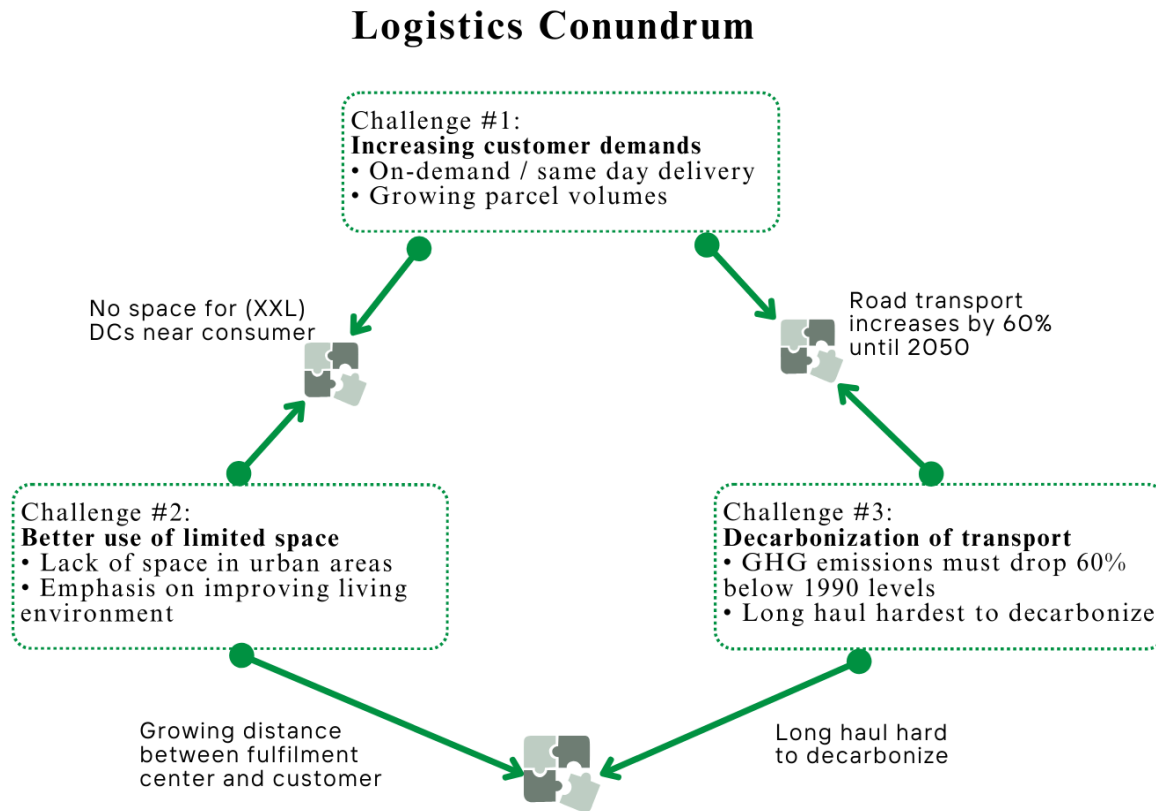 Logistics Conundrum
Challenge #1:
Increasing customer demands
• On-demand / same day delivery
• Growing parcel volumes
No space for (XXL)
DCs near consumer
Road transport
increases by 60%
until 2050
Challenge #2:
Better use of limited space
• Lack of space in urban areas
• Emphasis on improving living
environment
Challenge #3:
Decarbonization of transport
• GHG emissions must drop 60%
below 1990 levels
• Long haul hardest to decarbonize
Growing distance
between fulfilment
center and customer
Long haul hard
to decarbonize